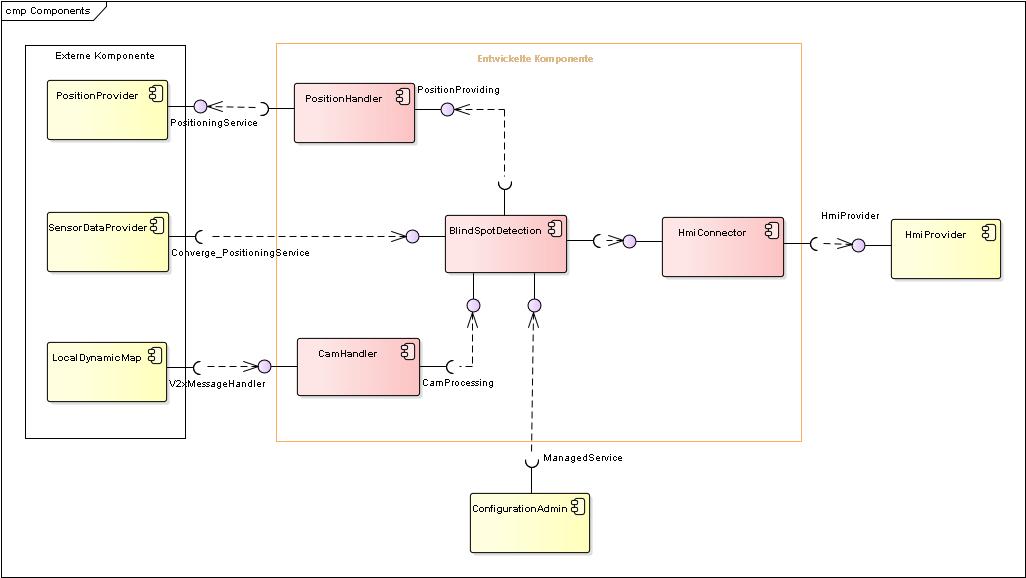 cmp Components
Externe Komponente
Entwickelte Komponente
PositionProvider
PositioningService
PositionHandler
PositionProviding
SensorDataProvider
Converge_PositioningService
BlindSpotDetection
HmiConnector
HmiProvider
HmiProvider
LocalDynamicMap
V2xMessageHandler
CamHandler
CamProcessing
ManagedService
ConfigurationAdmin